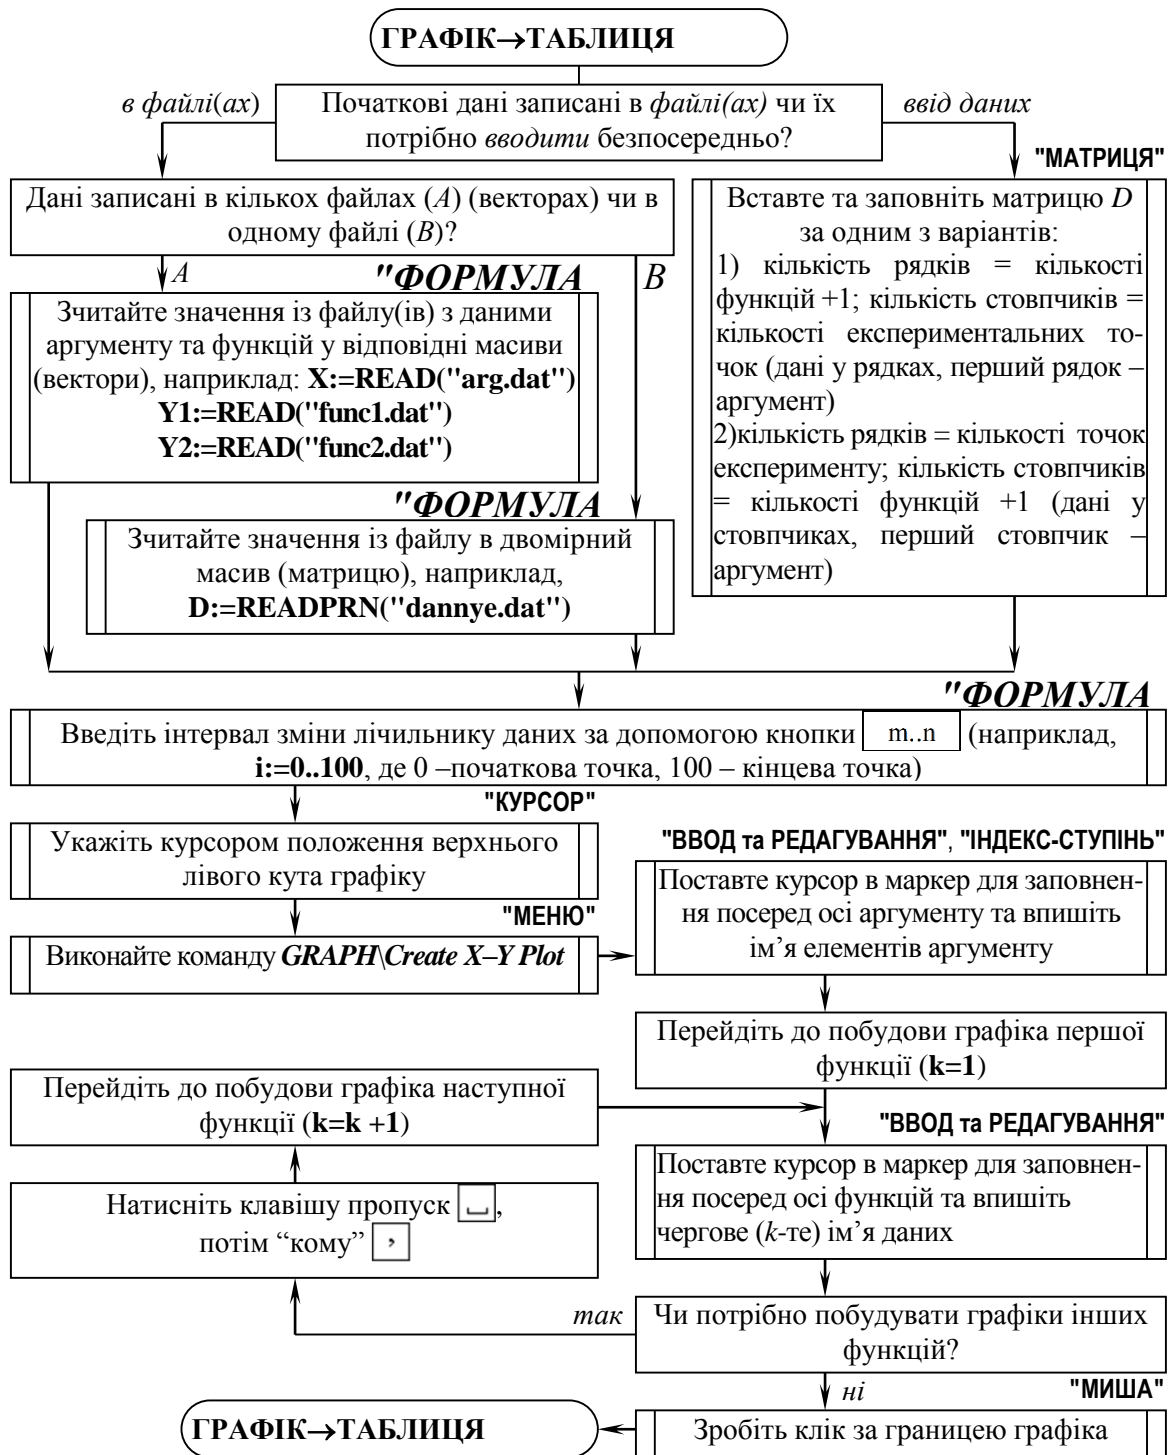 ГРАФІК→ТАБЛИЦЯ
в файлі(ах)
Початкові дані записані в файлі(ах) чи їх
потрібно вводити безпосередньо?
ввід даних
"МАТРИЦЯ"
Дані записані в кількох файлах (A) (векторах) чи в
одному файлі (B)?
A
"ФОРМУЛА
B
Зчитайте значення із файлу(ів) з даними
аргументу та функцій у відповідні масиви
(вектори), наприклад: X:=READ("arg.dat")
Y1:=READ("func1.dat")
Y2:=READ("func2.dat")
Вставте та заповніть матрицю D
за одним з варіантів:
1) кількість рядків = кількості
функцій +1; кількість стовпчиків =
кількості експериментальних то-
чок (дані у рядках, перший рядок –
аргумент)
2)кількість рядків = кількості точок
експерименту; кількість стовпчиків
= кількості функцій +1 (дані у
стовпчиках, перший стовпчик –
аргумент)
"ФОРМУЛА
Зчитайте значення із файлу в двомірний
масив (матрицю), наприклад,
D:=READPRN("dannye.dat")
"ФОРМУЛА
Введіть інтервал зміни лічильнику даних за допомогою кнопки m..n (наприклад,
i:=0..100, де 0 –початкова точка, 100 – кінцева точка)
"КУРСОР"
Укажіть курсором положення верхнього
лівого кута графіку
"МЕНЮ"
Виконайте команду GRAPH\Create X–Y Plot
"ВВОД та РЕДАГУВАННЯ", "ІНДЕКС-СТУПІНЬ"
Поставте курсор в маркер для заповнен-
ня посеред осі аргументу та впишіть
ім’я елементів аргументу
Перейдіть до побудови графіка першої
функції (k=1)
Перейдіть до побудови графіка наступної
функції (k=k +1)
"ВВОД та РЕДАГУВАННЯ"
Поставте курсор в маркер для заповнен-
ня посеред осі функцій та впишіть
чергове (k-те) ім’я даних
Натисніть клавішу пропуск ⎵,
потім “кому” ,
так
Чи потрібно побудувати графіки інших
функцій?
ні
"МИША"
Зробіть клік за границею графіка
ГРАФІК→ТАБЛИЦЯ